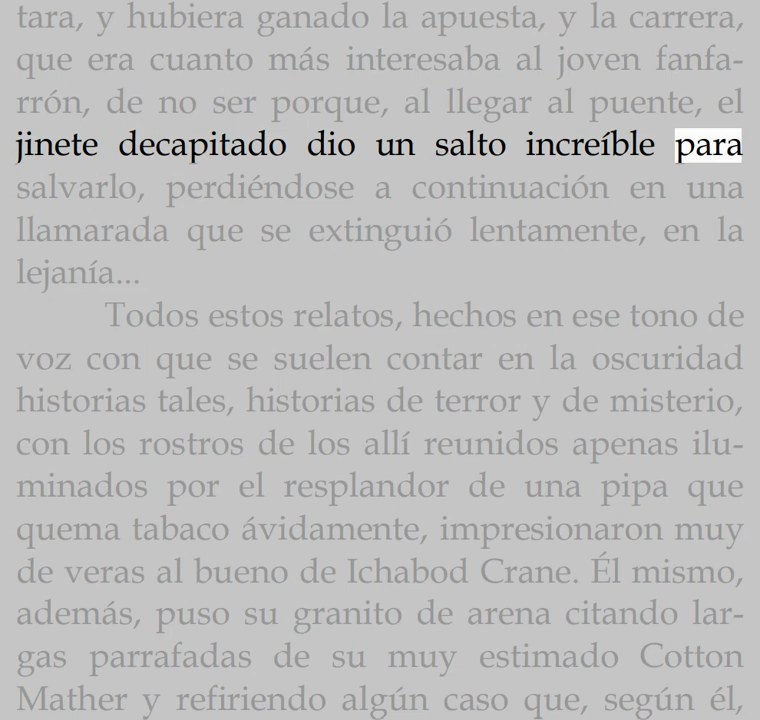 tara, y hubiera ganado la apuesta, y la carrera,
que era cuanto más interesaba al joven fanfa-
rrón, de no ser porque, al llegar al puente, el
jinete decapitado dio un salto increíble para
salvarlo, perdiéndose a continuación en una
llamarada que se extinguió lentamente, en la
lejanía...
Todos estos relatos, hechos en ese tono de
voz con que se suelen contar en la oscuridad
historias tales, historias de terror y de misterio,
con los rostros de los allí reunidos apenas ilu-
minados por el resplandor de una pipa que
quema tabaco ávidamente, impresionaron muy
de veras al bueno de Ichabod Crane. Él mismo,
además, puso su granito de arena citando lar-
gas parrafadas de su muy estimado Cotton
Mather y refiriendo algún caso que, según él,